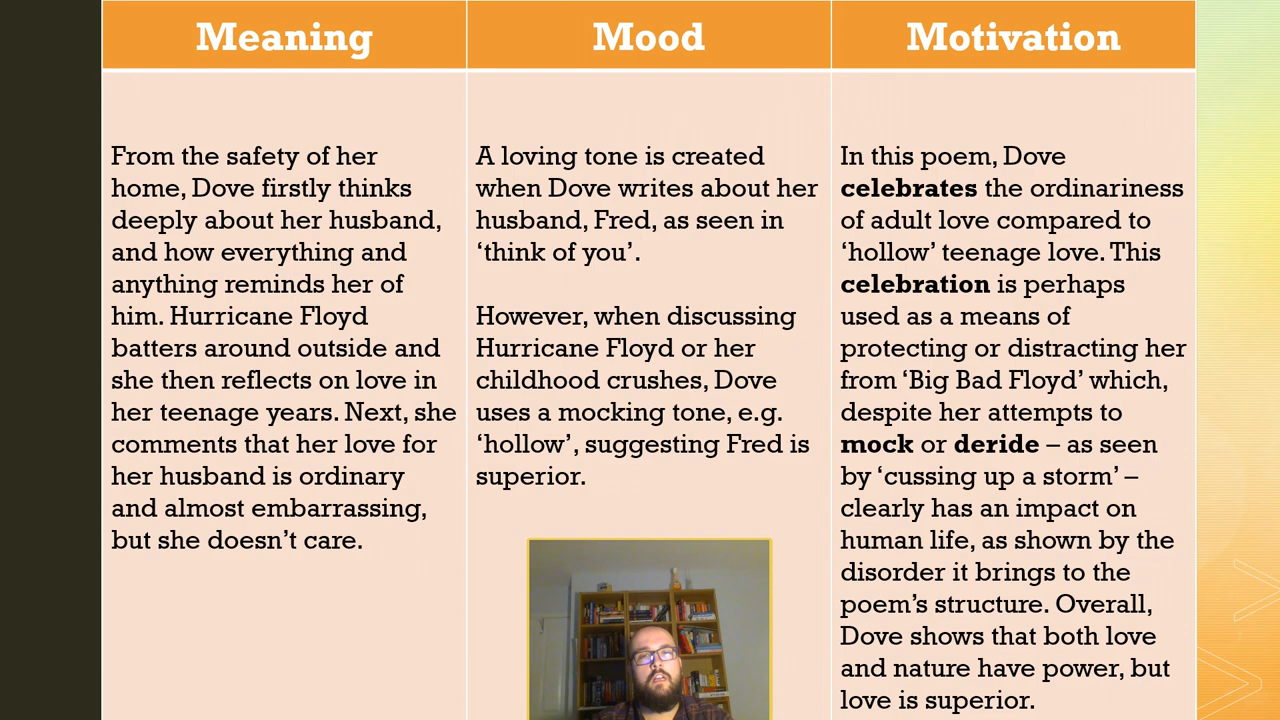 Meaning
Mood
Motivation
From the safety of her
home, Dove firstly thinks
deeply about her husband,
and how everything and
anything reminds her of
him. Hurricane Floyd
batters around outside and
she then reflects on love in
her teenage years. Next, she
comments that her love for
her husband is ordinary
and almost embarrassing,
but she doesn’t care.
A loving tone is created
when Dove writes about her
husband, Fred, as seen in
‘think of you’.
However, when discussing
Hurricane Floyd or her
childhood crushes, Dove
uses a mocking tone, e.g.
‘hollow’, suggesting Fred is
superior.
In this poem, Dove
celebrates the ordinariness
of adult love compared to
‘hollow’ teenage love. This
celebration is perhaps
used as a means of
protecting or distracting her
from ‘Big Bad Floyd’ which,
despite her attempts to
mock or deride – as seen
by ‘cussing up a storm’ –
clearly has an impact on
human life, as shown by the
disorder it brings to the
poem’s structure. Overall,
Dove shows that both love
and nature have power, but
love is superior.